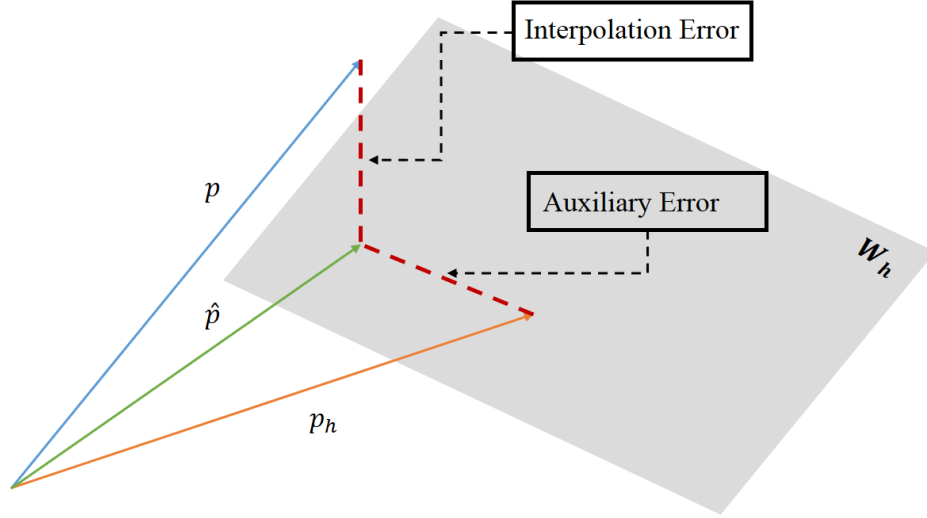 Interpolation Error
p
Auxiliary Error
W_h
p̂
p_h